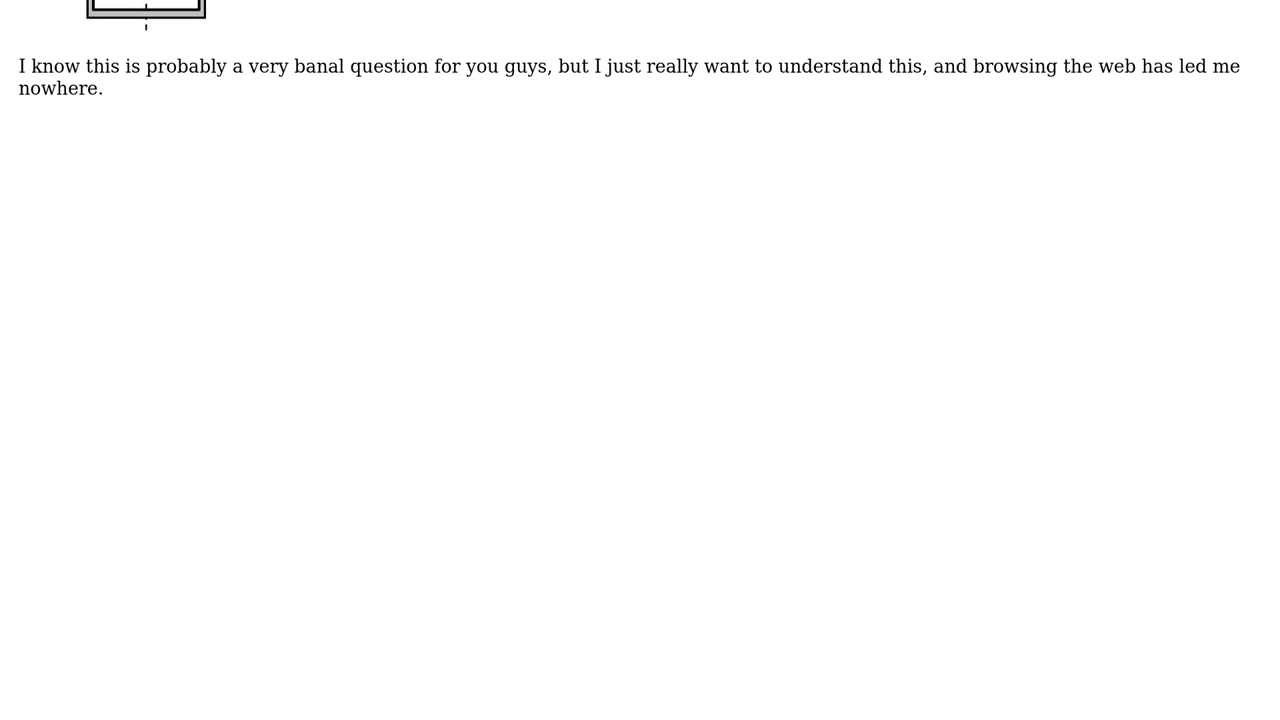 I know this is probably a very banal question for you guys, but I just really want to understand this, and browsing the web has led me
nowhere.